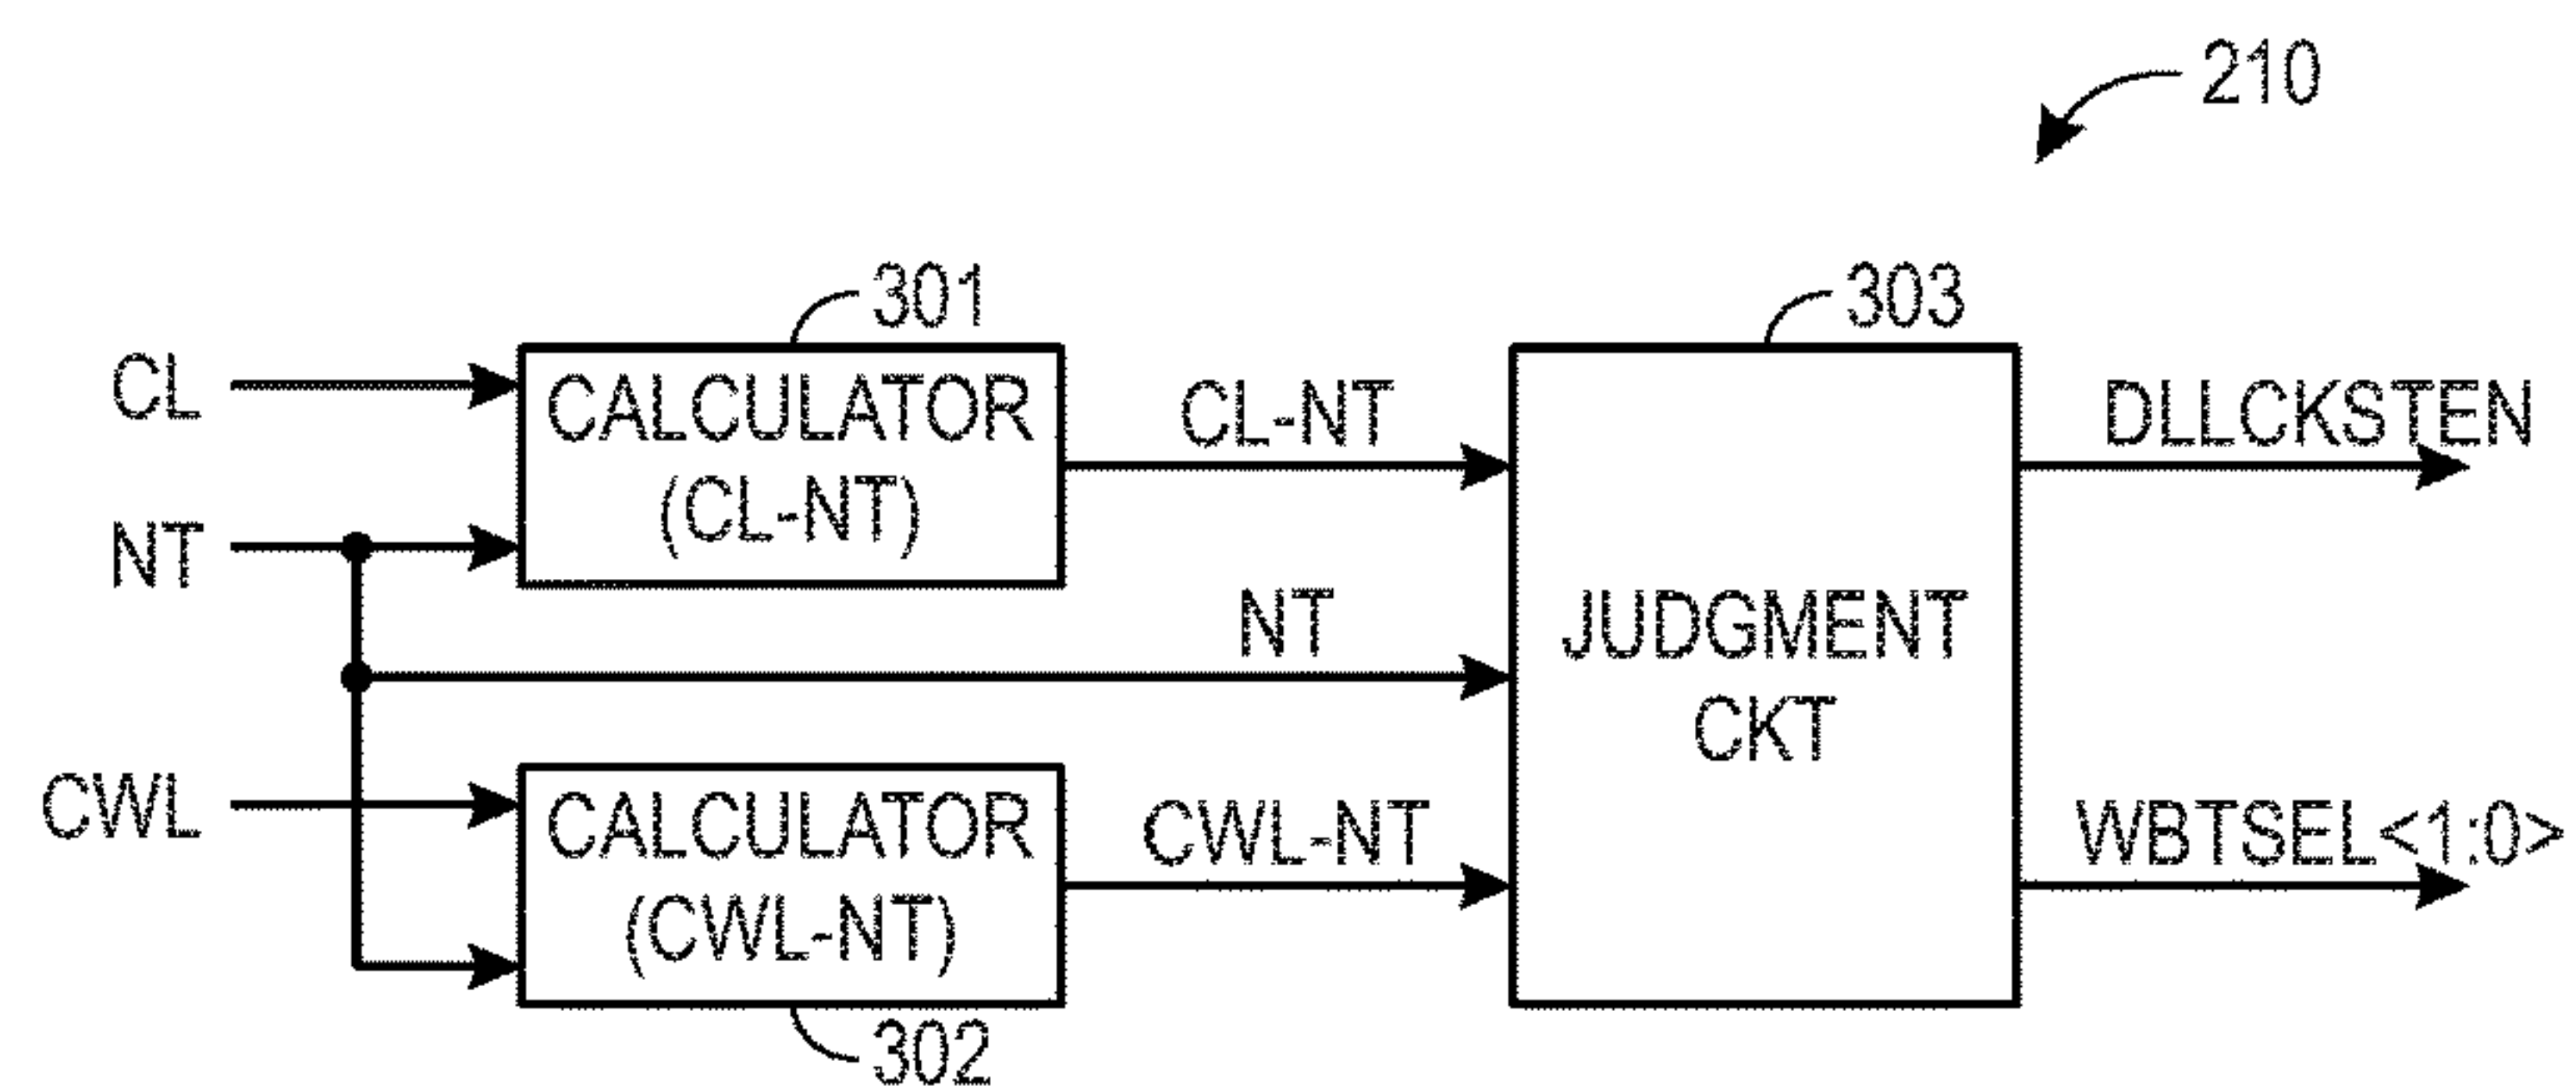 210
301
303
CL
CALCULATOR
(CL-NT)
CL-NT
DLLCKSTEN
NT
NT
JUDGMENT
CKT
CWL
CALCULATOR
(CWL-NT)
CWL-NT
WBTSEL<1:0>
302